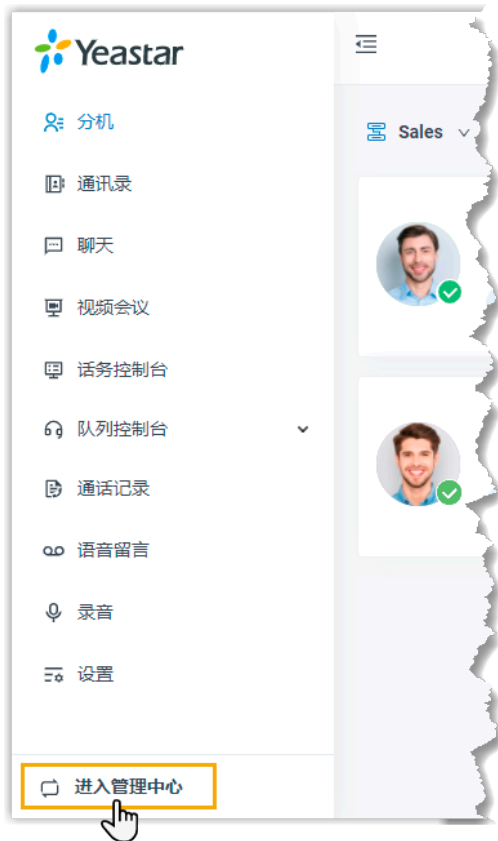 Yeastar
分机
Sales
通讯录
聊天
视频会议
话务控制台
队列控制台
通话记录
语音留言
录音
设置
进入管理中心